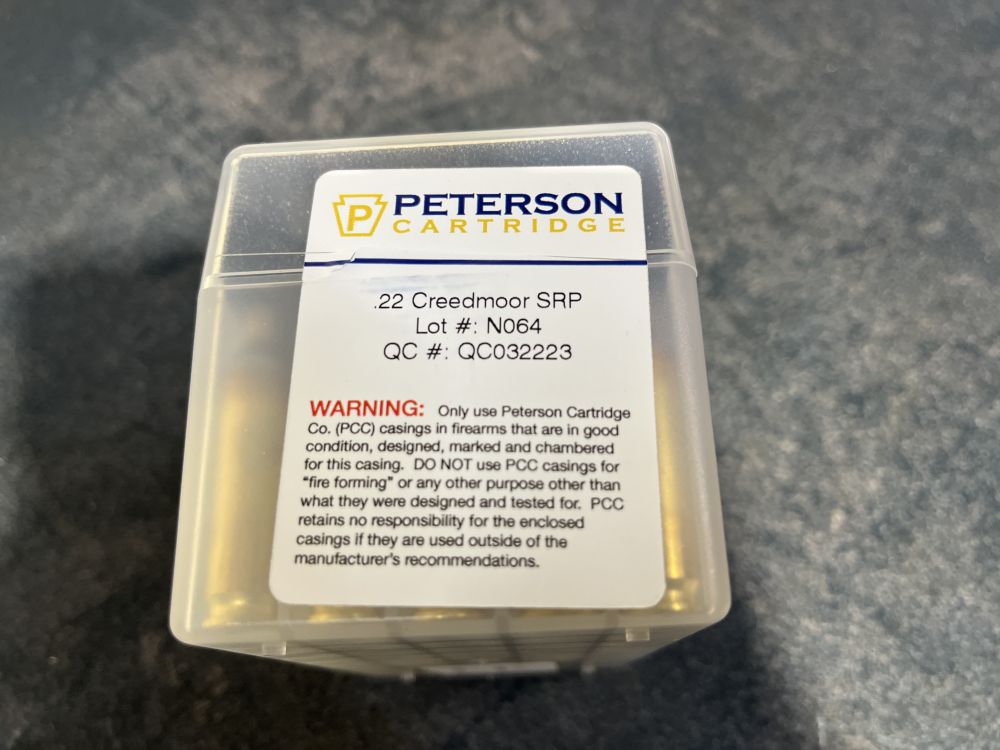 P PETERSON
CARTRIDGE
.22 Creedmoor SRP
Lot #: N064
QC #: QC032223
WARNING: Only use Peterson Cartridge
Co. (PCC) casings in firearms that are in good
condition, designed, marked and chambered
for this casing. DO NOT use PCC casings for
"fire forming" or any other purpose other than
what they were designed and tested for. PCC
retains no responsibility for the enclosed
casings if they are used outside of the
manufacturer's recommendations.